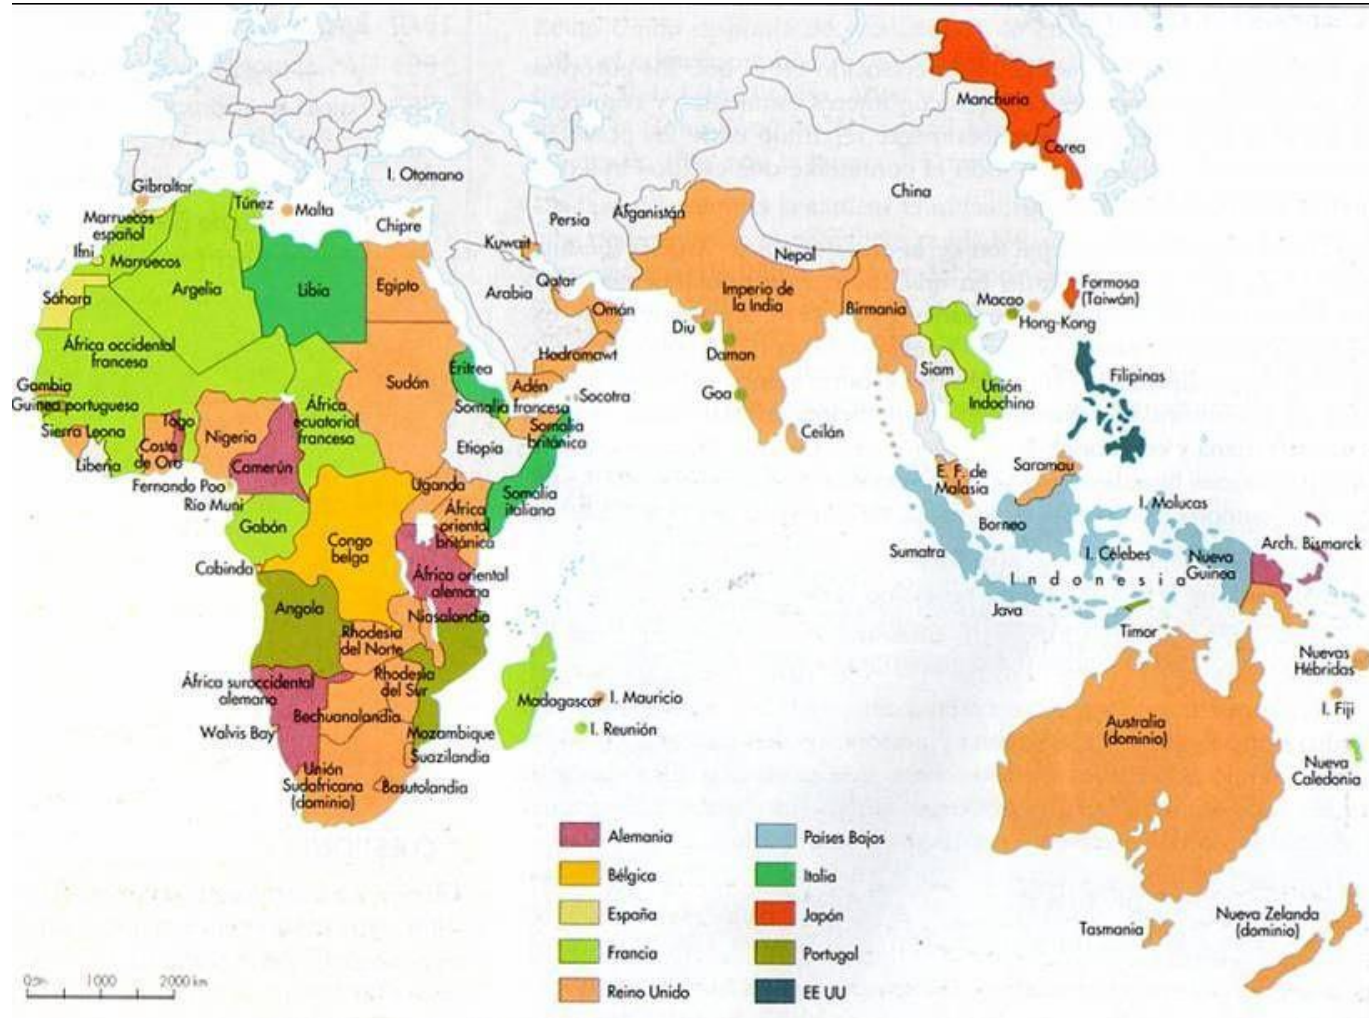 Manchuria
Corea
Gibraltar
I. Otomano
China
Túnez
Malta
Marruecos
español
Chipre
Persia
Afganistán
Ifni
Marruecos
Kuwait
Nepal
Sáhara
Argelia
Libia
Egipto
Arabia
Qatar
Omán
Imperio de
la India
Birmania
Macao
Formosa
(Taiwán)
Hong-Kong
Diu
África occidental
francesa
Hadromawt
Daman
Siam
Filipinas
Gambia
Guinea portuguesa
Eritrea
Sudán
Adén
Socotra
Goa
Unión
Indochina
Somalia francesa
África
ecuatorial
francesa
Sierra Leona
Togo
Costa
de Oro
Nigeria
Etiopía
Somalia
británica
Ceilán
Liberia
Camerún
Fernando Poo
Río Muni
Uganda
Somalia
italiana
E. F. de
Malasia
Saramau
I. Molucas
Gabón
Congo
belga
África
oriental
británica
Borneo
Sumatra
I. Célebes
Nueva
Guinea
Arch. Bismarck
Indonesia
Cabinda
África oriental
alemana
Java
Timor
Angola
Niasalandia
Rhodesia
del Norte
Rhodesia
del Sur
Nuevas
Hébridas
África suroccidental
alemana
Madagascar
I. Mauricio
I. Reunión
I. Fiji
Walvis Bay
Bechuanalandia
Mozambique
Suazilandia
Australia
(dominio)
Nueva
Caledonia
Unión
Sudafricana
(dominio)
Basutolandia
Tasmania
Nueva Zelanda
(dominio)
Alemania
Bélgica
España
Francia
Reino Unido
Países Bajos
Italia
Japón
Portugal
EE UU
1000
2000 km